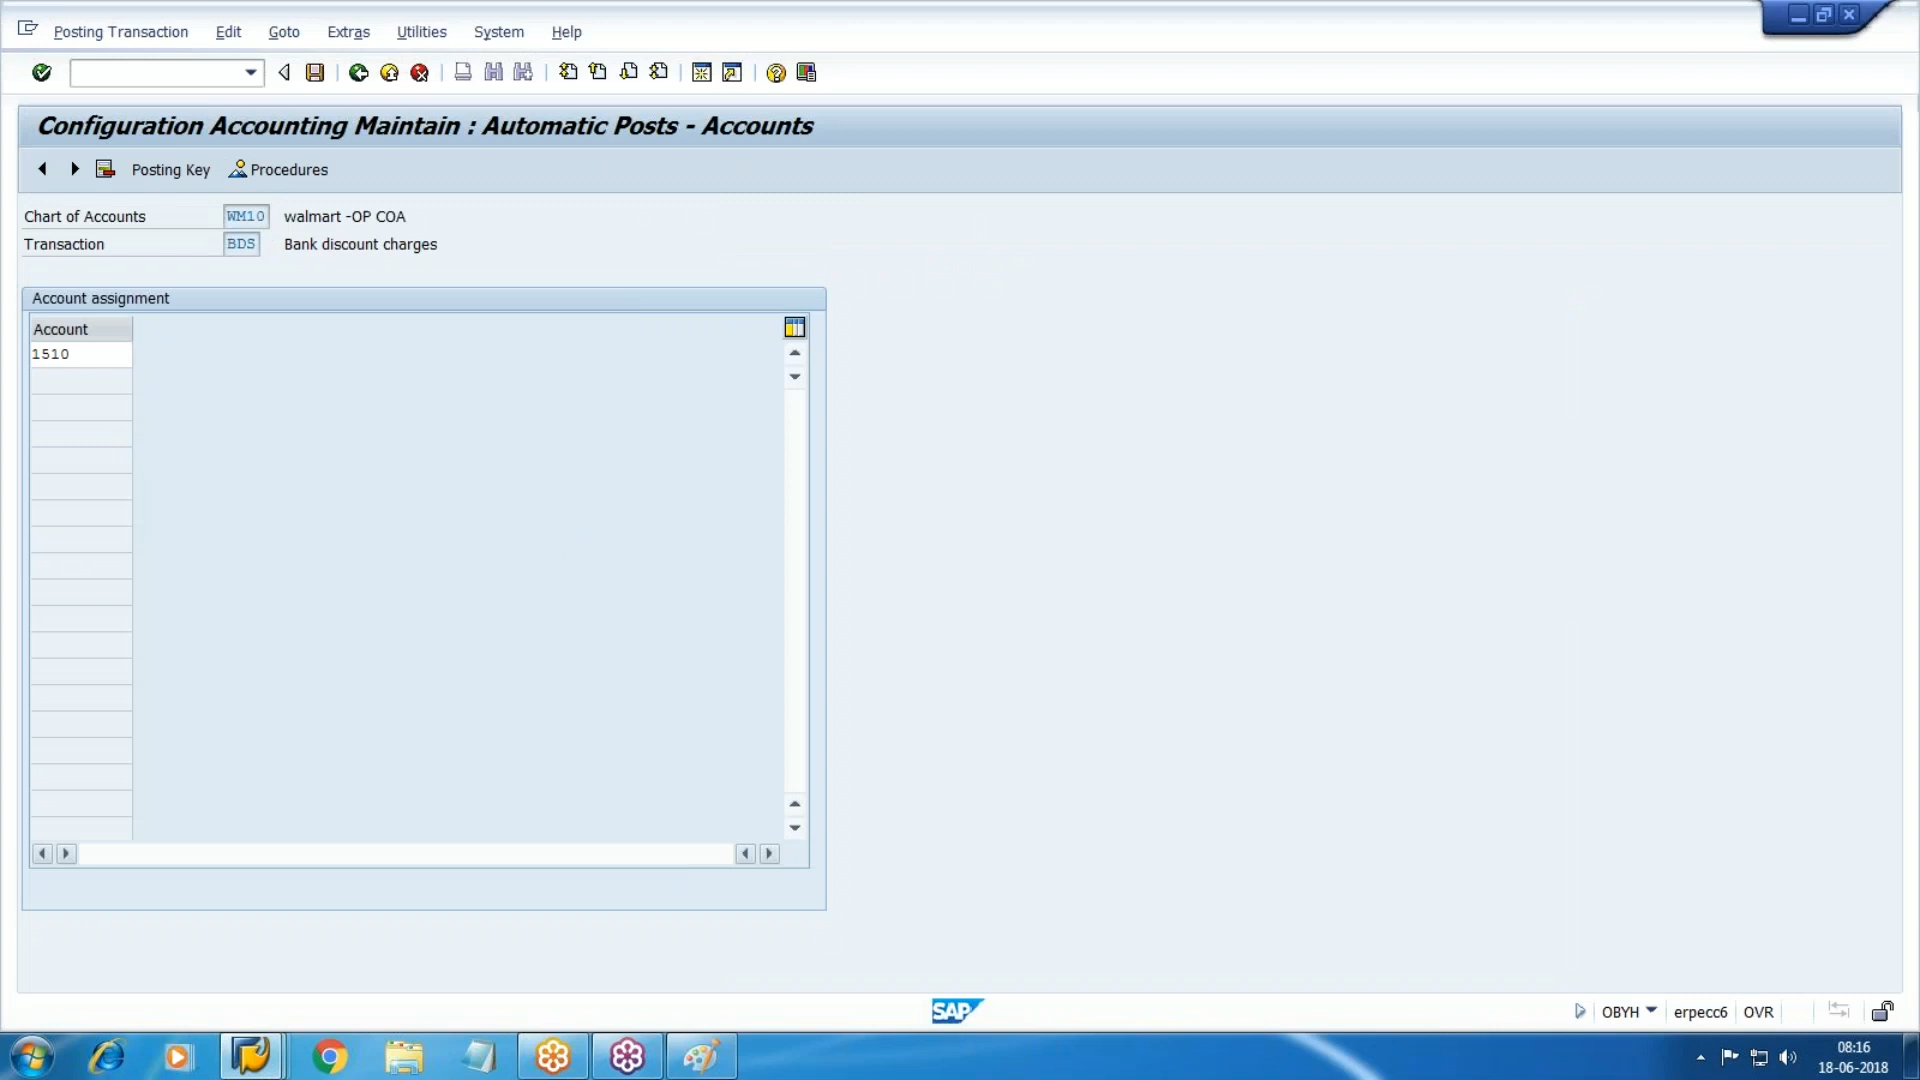 Posting Transaction Edit Goto Extras Utilities System Help
Configuration Accounting Maintain : Automatic Posts - Accounts
Posting Key Procedures
Chart of Accounts WM10 walmart -OP COA
Transaction BDS Bank discount charges
Account assignment
Account
1510
SAP
OBYH erpecc6 OVR
08:16
18-06-2018